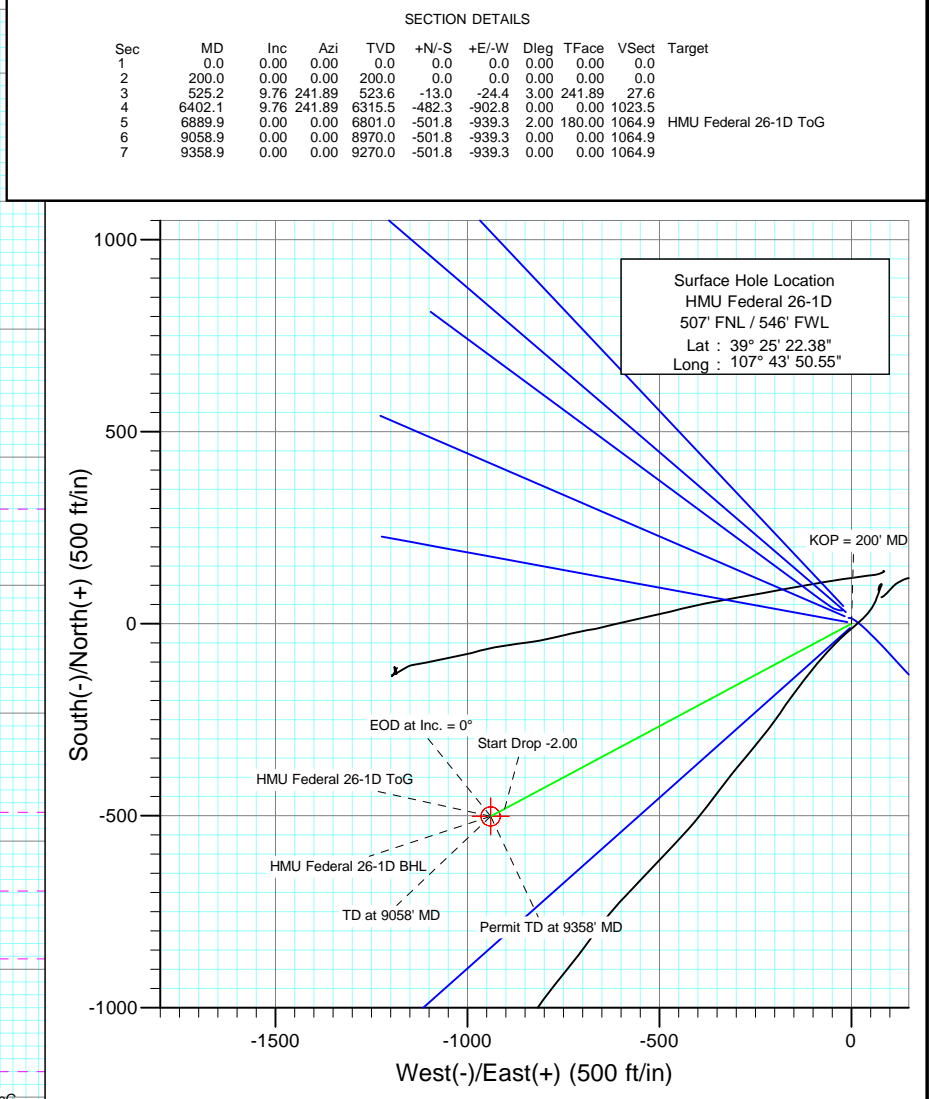 SECTION DETAILS
Sec MD Inc Azi TVD +N/-S +E/-W Dleg TFace VSect Target
1 0.0 0.00 0.00 0.0 0.0 0.0 0.00 0.00 0.0
2 200.0 0.00 0.00 200.0 0.0 0.0 0.00 0.00 0.0
3 525.2 9.76 241.89 523.6 -13.0 -24.4 3.00 241.89 27.6
4 6402.1 9.76 241.89 6315.5 -482.3 -902.8 0.00 0.00 1023.5
5 6889.9 0.00 0.00 6801.0 -501.8 -939.3 2.00 180.00 1064.9 HMU Federal 26-1D ToG
6 9058.9 0.00 0.00 8970.0 -501.8 -939.3 0.00 0.00 1064.9
7 9358.9 0.00 0.00 9270.0 -501.8 -939.3 0.00 0.00 1064.9
Surface Hole Location
HMU Federal 26-1D
507' FNL / 546' FWL
Lat : 39° 25' 22.38"
Long : 107° 43' 50.55"
1000
500
0
-500
-1000
South(-)/North(+) (500 ft/in)
KOP = 200' MD
EOD at Inc. = 0°
Start Drop -2.00
HMU Federal 26-1D ToG
HMU Federal 26-1D BHL
TD at 9058' MD
Permit TD at 9358' MD
-1500 -1000 -500 0
West(-)/East(+) (500 ft/in)